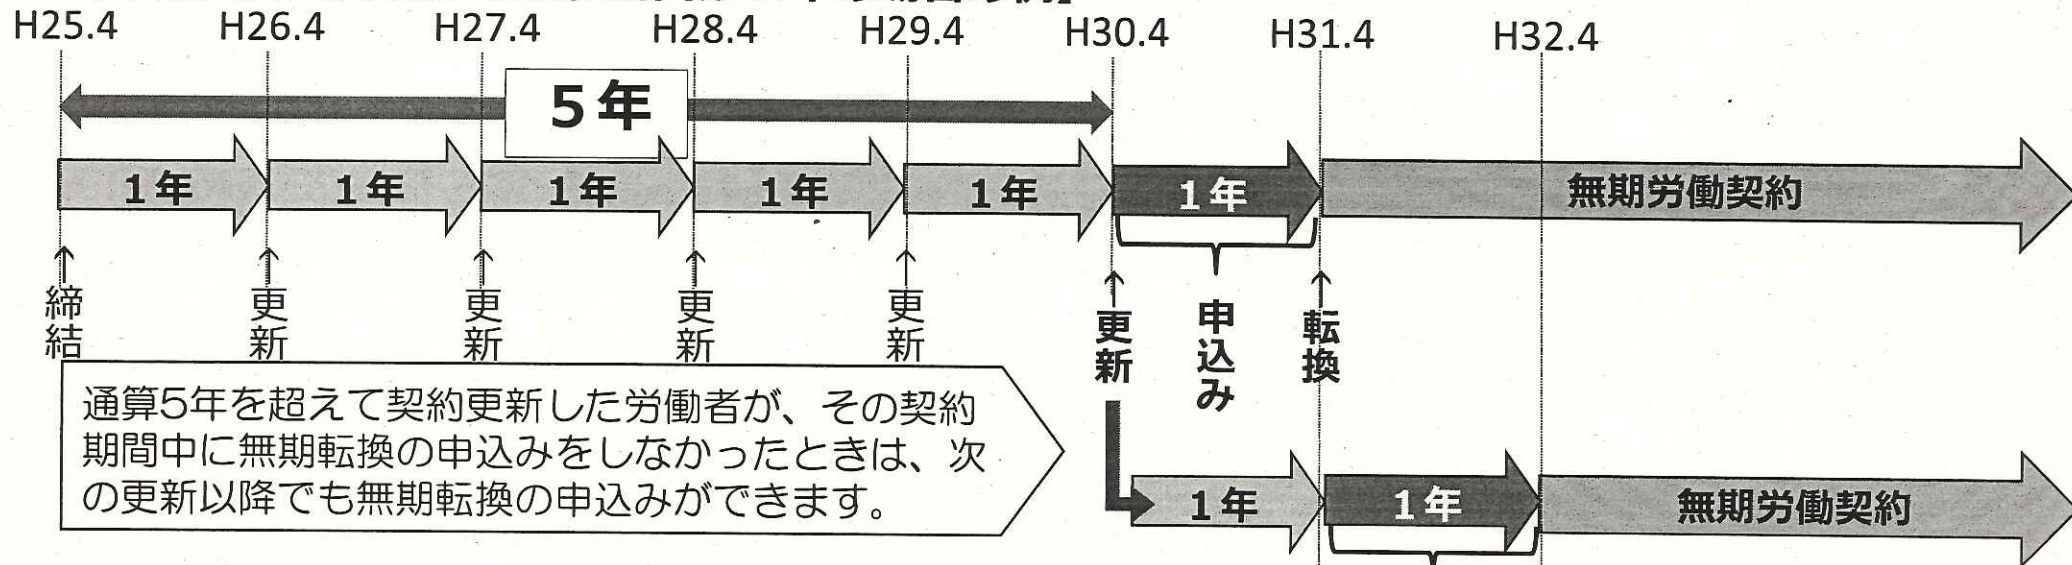 H25.4 H26.4 H27.4 H28.4 H29.4 H30.4 H31.4 H32.4
5年
1年 1年 1年 1年 1年 1年 無期労働契約
締結 更新 更新 更新 更新 更新 申込み 転換
通算5年を超えて契約更新した労働者が、その契約
期間中に無期転換の申込みをしなかったときは、次
の更新以降でも無期転換の申込みができます。
1年 1年 無期労働契約